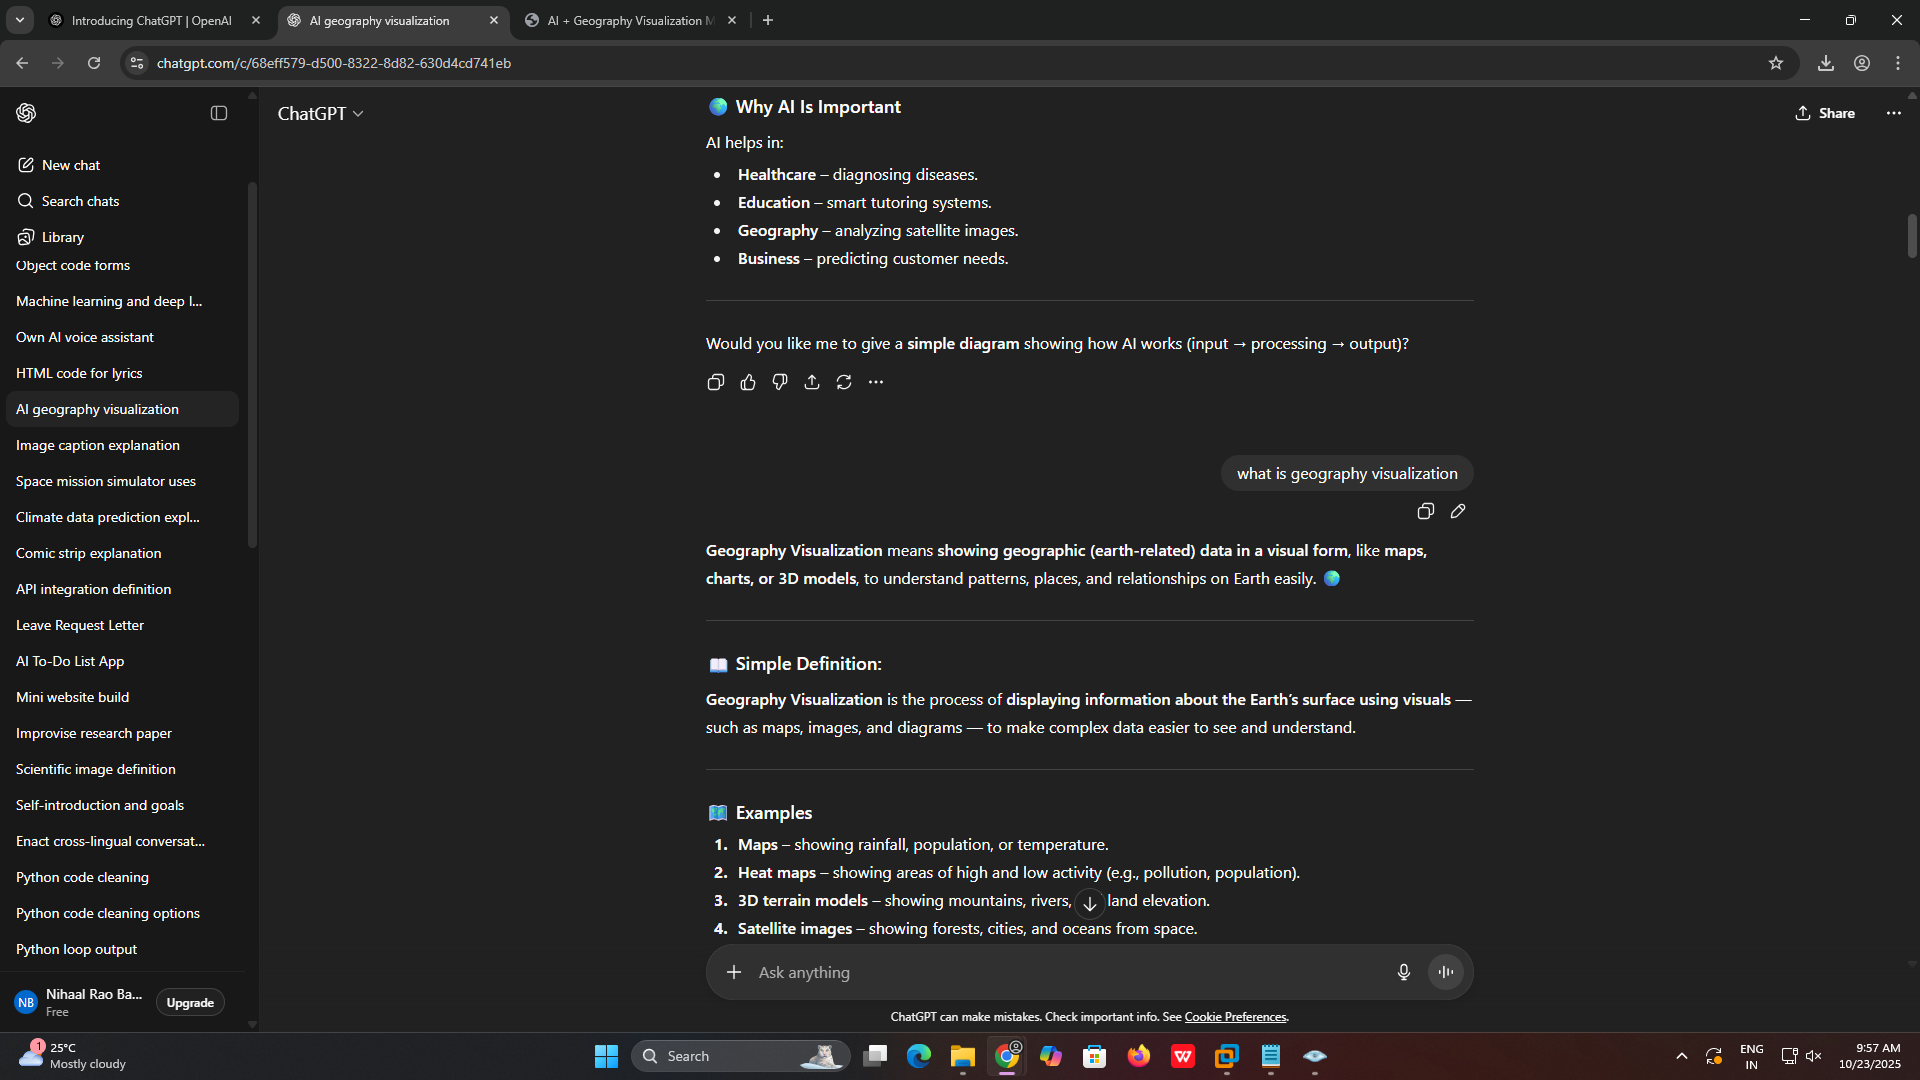 Introducing ChatGPT | OpenAI
AI geography visualization
AI + Geography Visualization M
chatgpt.com/c/68eff579-d500-8322-8d82-630d4cd741eb
ChatGPT
Share
New chat
Search chats
Library
Object code forms
Machine learning and deep l...
Own AI voice assistant
HTML code for lyrics
AI geography visualization
Image caption explanation
Space mission simulator uses
Climate data prediction expl...
Comic strip explanation
API integration definition
Leave Request Letter
AI To-Do List App
Mini website build
Improvise research paper
Scientific image definition
Self-introduction and goals
Enact cross-lingual conversat...
Python code cleaning
Python code cleaning options
Python loop output
NB
Nihaal Rao Ba...
Free
Upgrade
Why AI Is Important
AI helps in:
• Healthcare – diagnosing diseases.
• Education – smart tutoring systems.
• Geography – analyzing satellite images.
• Business – predicting customer needs.
Would you like me to give a simple diagram showing how AI works (input → processing → output)?
what is geography visualization
Geography Visualization means showing geographic (earth-related) data in a visual form, like maps,
charts, or 3D models, to understand patterns, places, and relationships on Earth easily.
Simple Definition:
Geography Visualization is the process of displaying information about the Earth’s surface using visuals —
such as maps, images, and diagrams — to make complex data easier to see and understand.
Examples
1. Maps – showing rainfall, population, or temperature.
2. Heat maps – showing areas of high and low activity (e.g., pollution, population).
3. 3D terrain models – showing mountains, rivers, land elevation.
4. Satellite images – showing forests, cities, and oceans from space.
Ask anything
ChatGPT can make mistakes. Check important info. See Cookie Preferences.
1
25°C
Mostly cloudy
Search
W
ENG
IN
9:57 AM
10/23/2025